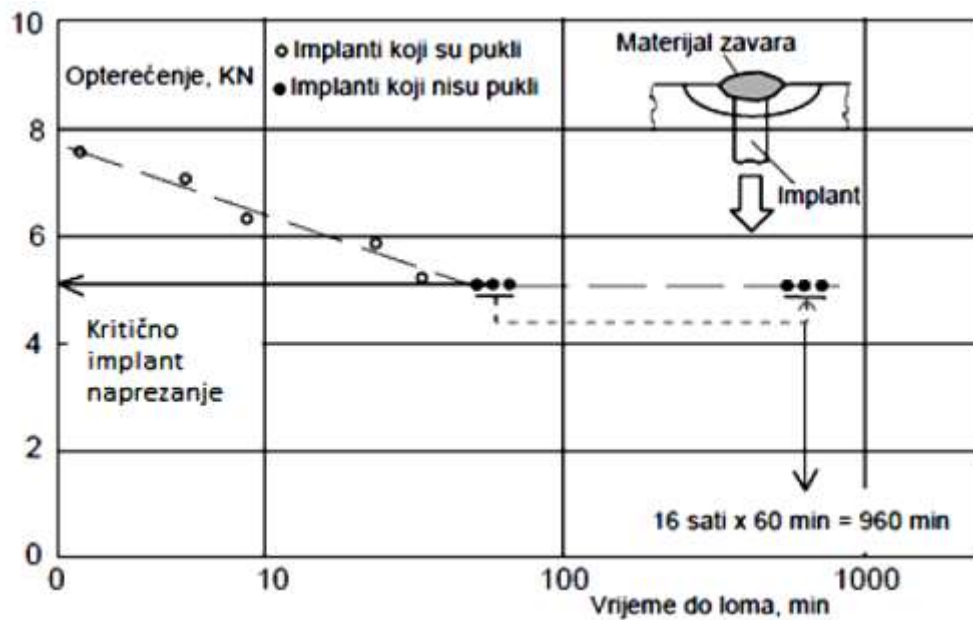 10
Opterećenje, KN
Implanti koji su pukli
Implanti koji nisu pukli
Materijal zavara
Implant
8
6
Kritično
implant
naprezanje
4
2
16 sati x 60 min = 960 min
0
0
10
100
1000
Vrijeme do loma, min